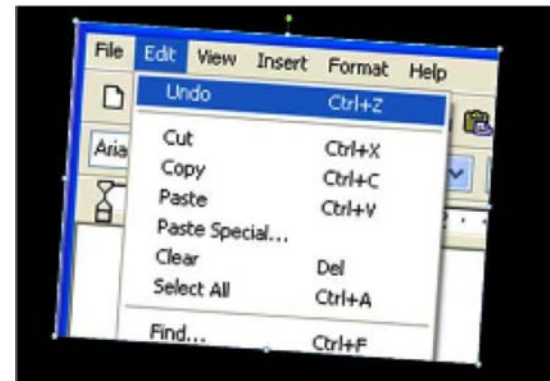 File Edit View Insert Format Help
Undo Ctrl+Z
Cut Ctrl+X
Copy Ctrl+C
Paste Ctrl+V
Paste Special...
Clear Del
Select All Ctrl+A
Find... Ctrl+F
Aria